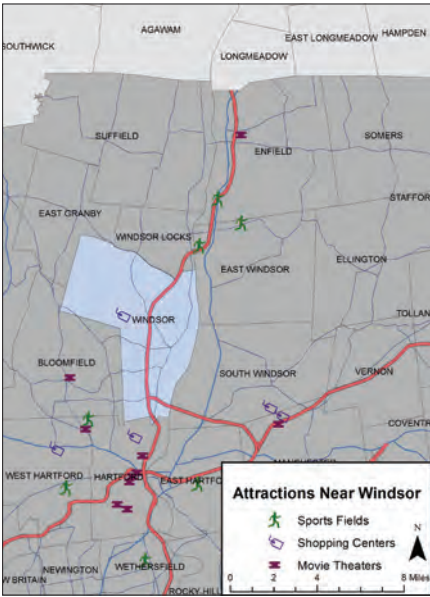 AGAWAM
HAMPDEN
EAST LONGMEADOW
SOUTHWICK
LONGMEADOW
SUFFIELD
SOMERS
ENFIELD
STAFFOR
EAST GRANBY
WINDSOR LOCKS
ELLINGTON
EAST WINDSOR
TOLLAN
WINDSOR
BLOOMFIELD
SOUTH WINDSOR
VERNON
COVENTR
MANCHESTER
WEST HARTFORD
HARTFORD
EAST HARTF
Attractions Near Windsor
Sports Fields
Shopping Centers
Movie Theaters
N
0 2 4 8 Miles
NEWINGTON
WETHERSFIELD
W BRITAIN
ROCKY HILL